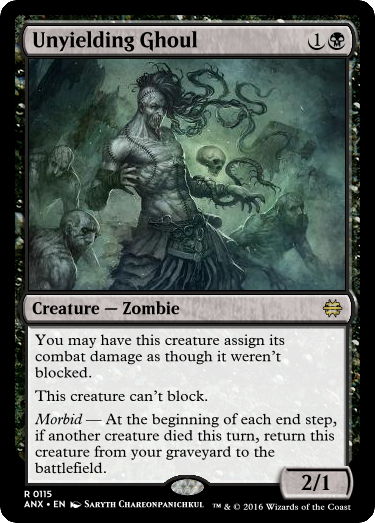 Unyielding Ghoul 1
Creature — Zombie
You may have this creature assign its
combat damage as though it weren't
blocked.
This creature can't block.
Morbid — At the beginning of each end step,
if another creature died this turn, return this
creature from your graveyard to the
battlefield.
2/1
R 0115
ANX • EN Saryth Chareonpanichkul
™ & © 2016 Wizards of the Coast